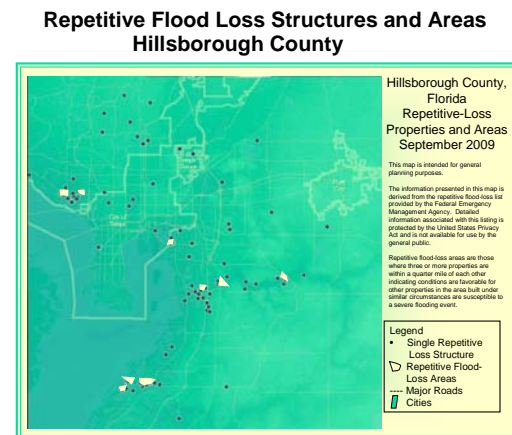 Repetitive Flood Loss Structures and Areas
Hillsborough County
Hillsborough County,
Florida
Repetitive-Loss
Properties and Areas
September 2009
This map is intended for general
planning purposes.
The information presented in this map is
derived from the repetitive flood-loss list
provided by the Federal Emergency
Management Agency. Detailed
information associated with this listing is
protected by the United States Privacy
Act and is not available for use by the
general public.
Repetitive flood-loss areas are those
where three or more properties are
within a quarter mile of each other
indicating conditions are favorable for
other properties in the area built under
similar circumstances are susceptible to
a severe flooding event.
Legend
Single Repetitive
Loss Structure
Repetitive Flood-
Loss Areas
Major Roads
Cities